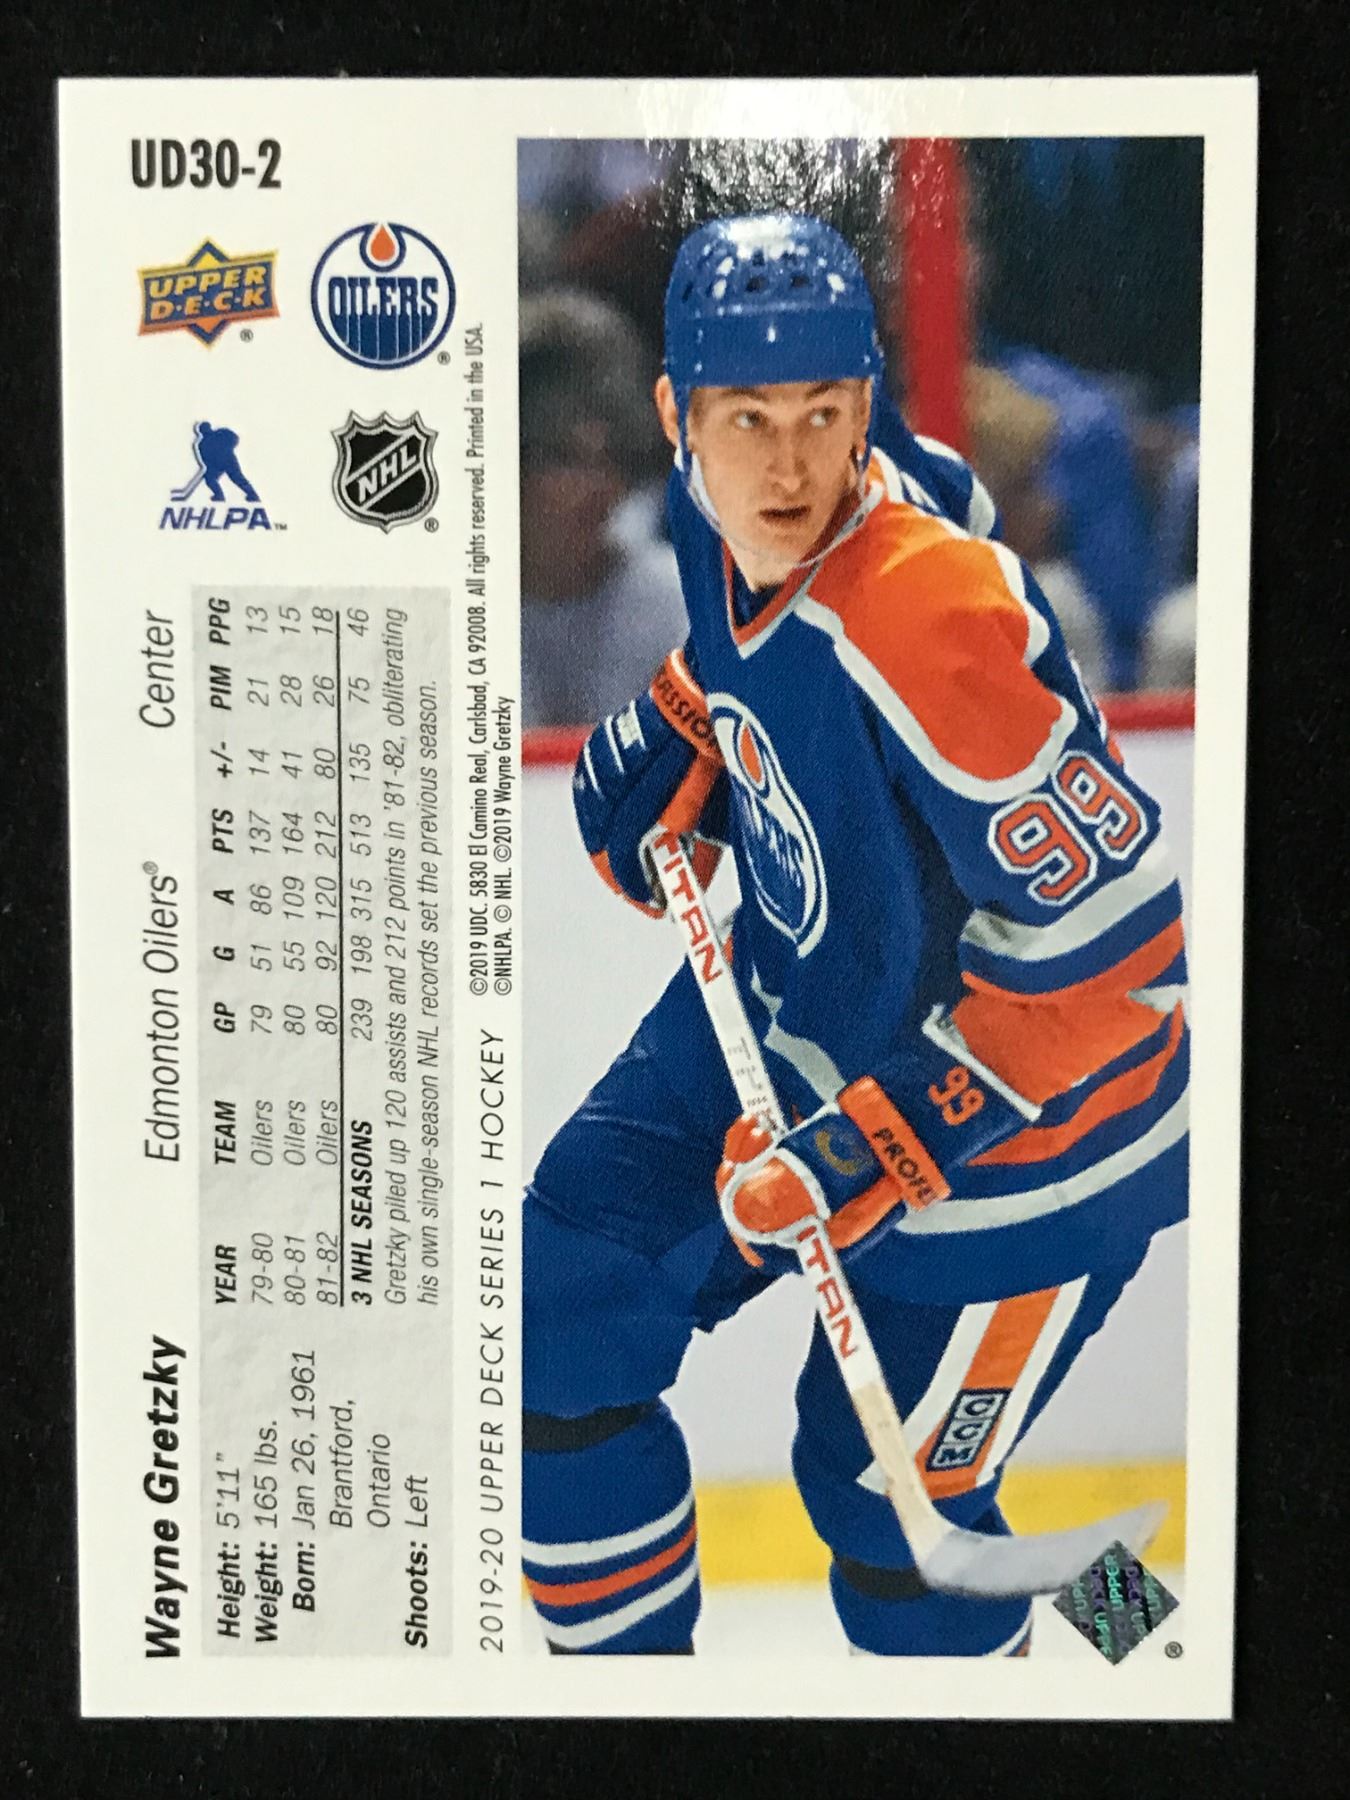 Wayne Gretzky Edmonton Oilers® Center UD30-2
Height: 5'11"
Weight: 165 lbs.
Born: Jan 26, 1961
Brantford,
Ontario
Shoots: Left
YEAR TEAM GP G A PTS +/- PIM PPG
79-80 Oilers 79 51 86 137 14 21 13
80-81 Oilers 80 55 109 164 41 28 15
81-82 Oilers 80 92 120 212 80 26 18
3 NHL SEASONS 239 198 315 513 135 75 46
Gretzky piled up 120 assists and 212 points in '81-82, obliterating
his own single-season NHL records set the previous season.
NHLPA™
UPPER
D·E·C·K
®
NHL
®
OILERS
®
2019-20 UPPER DECK SERIES 1 HOCKEY
©2019 UDC. 5830 El Camino Real, Carlsbad, CA 92008. All rights reserved. Printed in the USA.
©NHLPA. © NHL. ©2019 Wayne Gretzky
99
99
TITAN
TITAN
®
UPPER